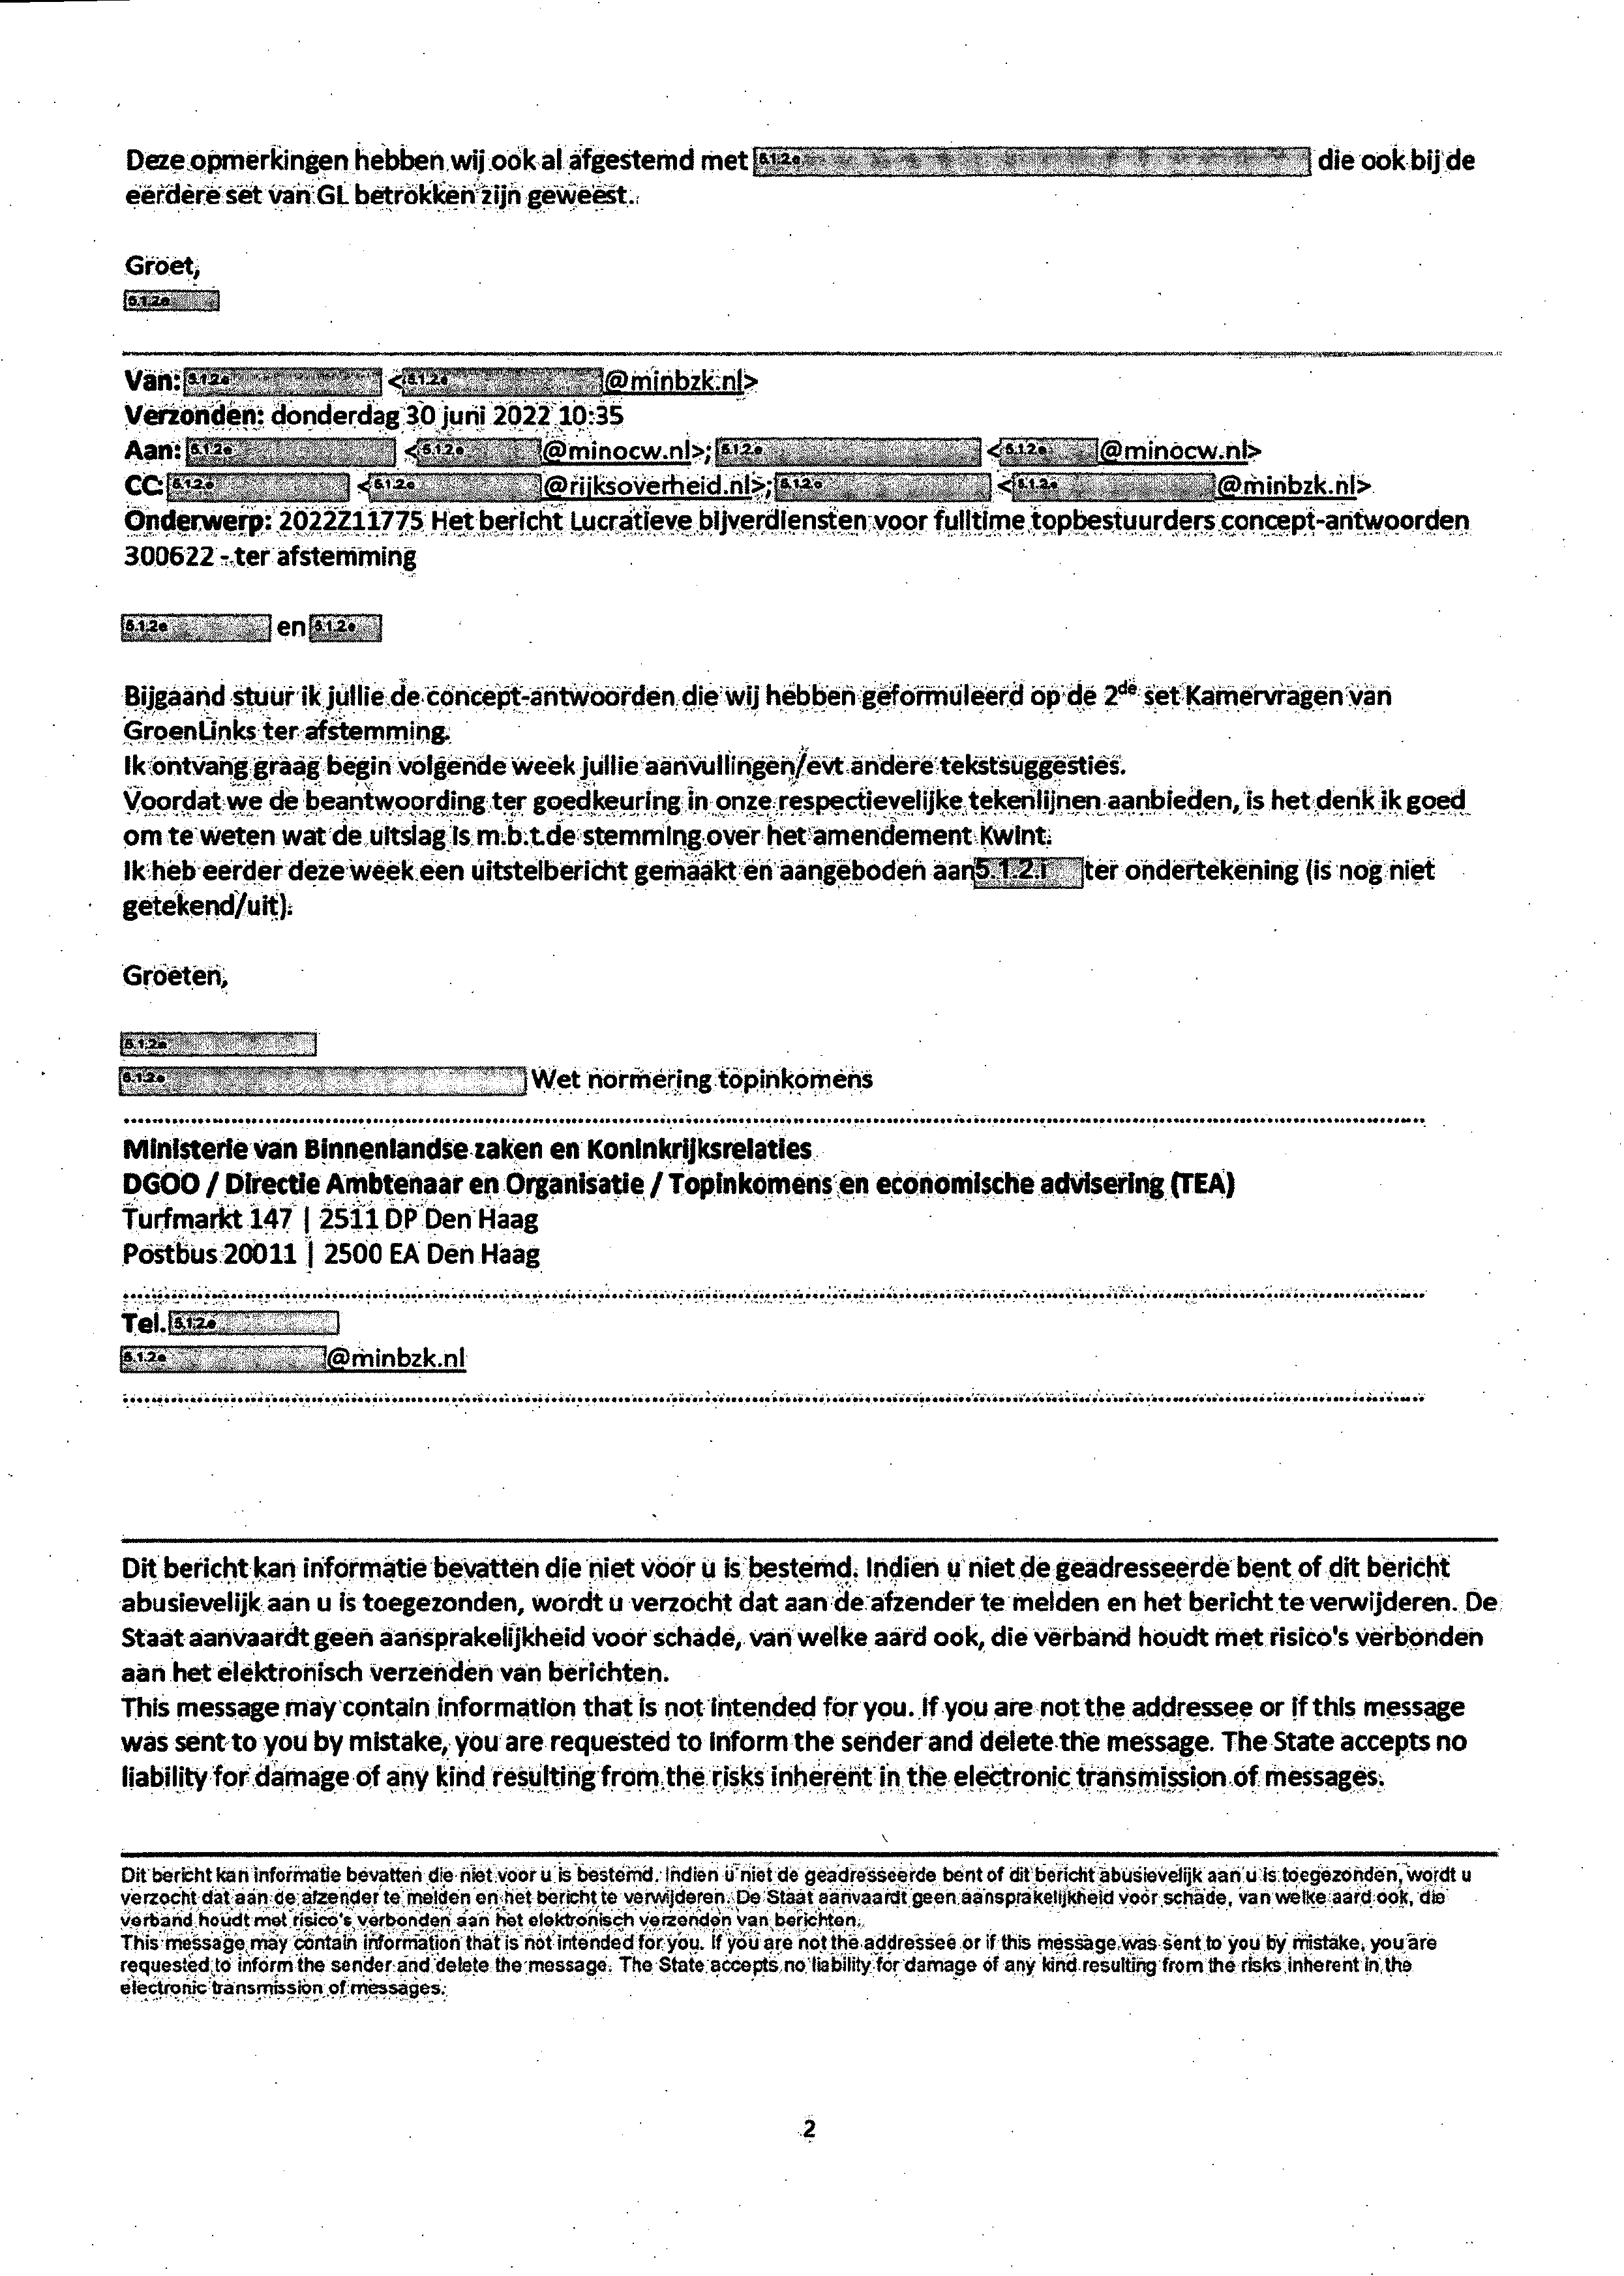 Deze opmerkingen hebben wij ook al afgestemd met 5.1.2e die ook bij de
eerdere set van GL betrokken zijn geweest.
Groet,
5.1.2e
Van: 5.1.2e <5.1.2e @minbzk.nl>
Verzonden: donderdag 30 juni 2022 10:35
Aan: 5.1.2e <5.1.2e @minocw.nl>; 5.1.2e <5.1.2e @minocw.nl>
CC: 5.1.2e <5.1.2e @rijksoverheid.nl>; 5.1.2e <5.1.2e @minbzk.nl>
Onderwerp: 2022Z11775 Het bericht Lucratieve bijverdiensten voor fulltime topbestuurders concept-antwoorden
300622 - ter afstemming
5.1.2e en 5.1.2e
Bijgaand stuur ik jullie de concept-antwoorden die wij hebben geformuleerd op de 2de set Kamervragen van
GroenLinks ter afstemming.
Ik ontvang graag begin volgende week jullie aanvullingen/evt andere tekstsuggesties.
Voordat we de beantwoording ter goedkeuring in onze respectievelijke tekenlijnen aanbieden, is het denk ik goed
om te weten wat de uitslag is m.b.t.de stemming over het amendement Kwint.
Ik heb eerder deze week een uitstelbericht gemaakt en aangeboden aan 5.1.2.i ter ondertekening (is nog niet
getekend/uit).
Groeten,
5.1.2e
5.1.2e Wet normering topinkomens
Ministerie van Binnenlandse zaken en Koninkrijksrelaties
DGOO / Directie Ambtenaar en Organisatie / Topinkomens en economische advisering (TEA)
Turfmarkt 147 | 2511 DP Den Haag
Postbus 20011 | 2500 EA Den Haag
Tel. 5.1.2e
5.1.2e @minbzk.nl
Dit bericht kan informatie bevatten die niet voor u is bestemd. Indien u niet de geadresseerde bent of dit bericht
abusievelijk aan u is toegezonden, wordt u verzocht dat aan de afzender te melden en het bericht te verwijderen. De
Staat aanvaardt geen aansprakelijkheid voor schade, van welke aard ook, die verband houdt met risico's verbonden
aan het elektronisch verzenden van berichten.
This message may contain information that is not intended for you. If you are not the addressee or if this message
was sent to you by mistake, you are requested to inform the sender and delete the message. The State accepts no
liability for damage of any kind resulting from the risks inherent in the electronic transmission of messages.
Dit bericht kan informatie bevatten die niet voor u is bestemd. Indien u niet de geadresseerde bent of dit bericht abusievelijk aan u is toegezonden, wordt u
verzocht dat aan de afzender te melden en het bericht te verwijderen. De Staat aanvaardt geen aansprakelijkheid voor schade, van welke aard ook, die
verband houdt met risico's verbonden aan het elektronisch verzenden van berichten.
This message may contain information that is not intended for you. If you are not the addressee or if this message was sent to you by mistake, you are
requested to inform the sender and delete the message. The State accepts no liability for damage of any kind resulting from the risks inherent in the
electronic transmission of messages.
2